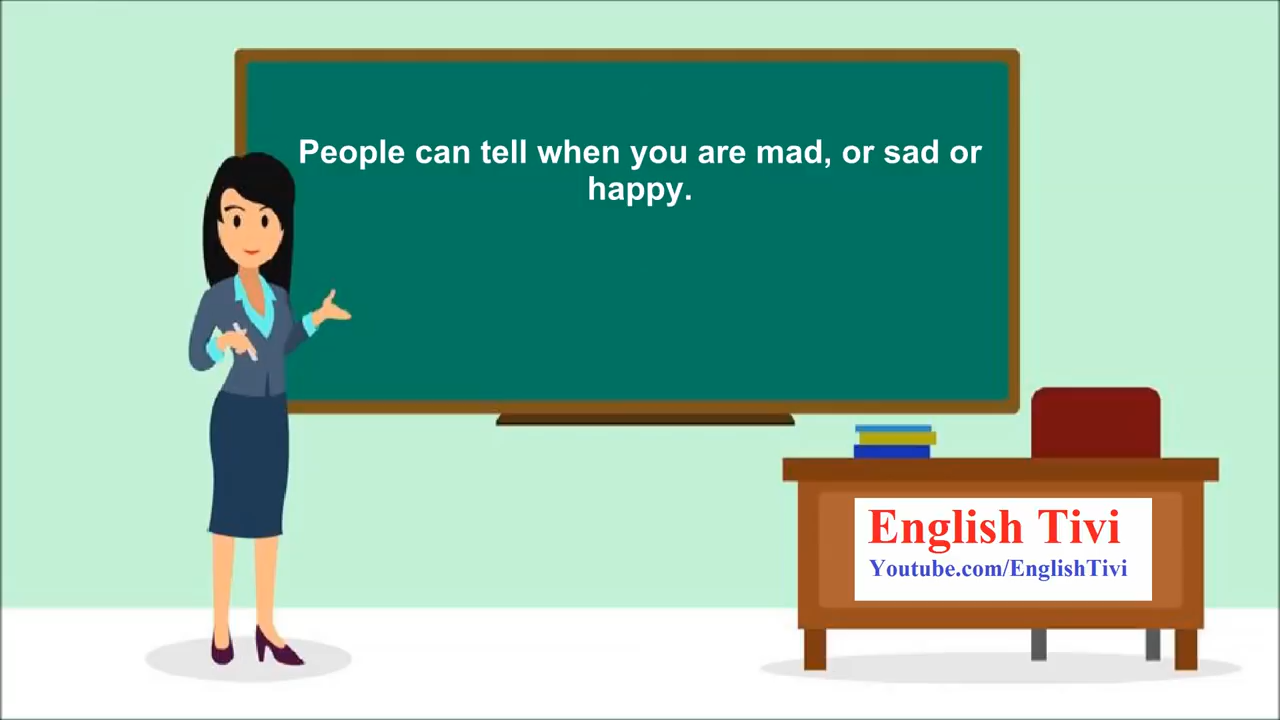 People can tell when you are mad, or sad or
happy.
English Tivi
Youtube.com/EnglishTivi